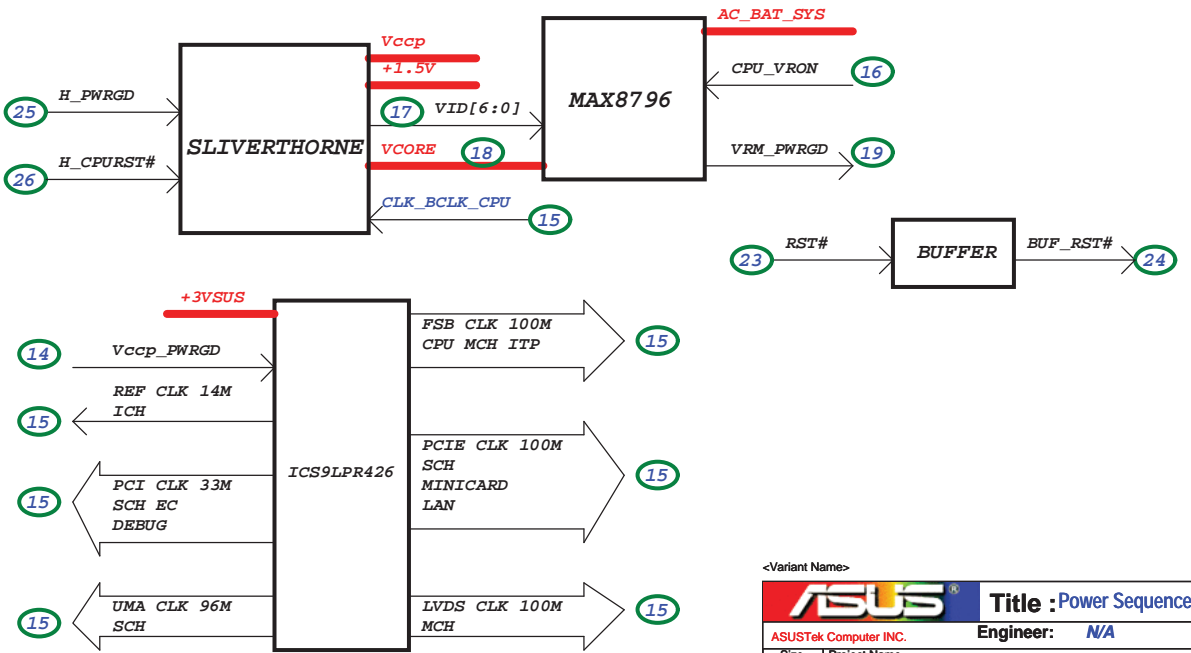 AC_BAT_SYS
Vccp
+1.5V
CPU_VRON
16
H_PWRGD
25
17
VID[6:0]
MAX8796
SLIVERTHORNE
VCORE
18
VRM_PWRGD
19
H_CPURST#
26
CLK_BCLK_CPU
15
RST#
23
BUFFER
BUF_RST#
24
+3VSUS
14
Vccp_PWRGD
FSB CLK 100M
CPU MCH ITP
15
REF CLK 14M
ICH
15
ICS9LPR426
PCIE CLK 100M
SCH
MINICARD
LAN
15
PCI CLK 33M
SCH EC
DEBUG
15
UMA CLK 96M
SCH
15
LVDS CLK 100M
MCH
15
<Variant Name>
ASUS®
Title : Power Sequence
ASUSTek Computer INC.
Engineer: N/A
Size Project Name